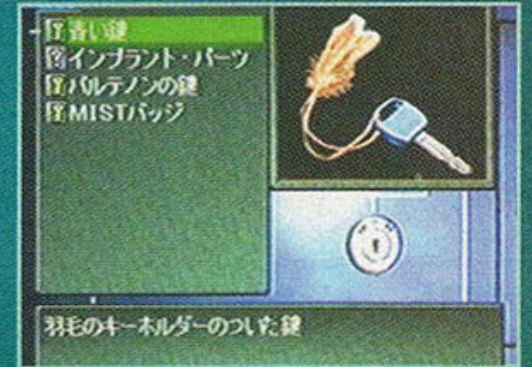 青い鍵
インプラント・パーツ
パルテノンの鍵
MISTバッジ
羽毛のキーホルダーのついた鍵